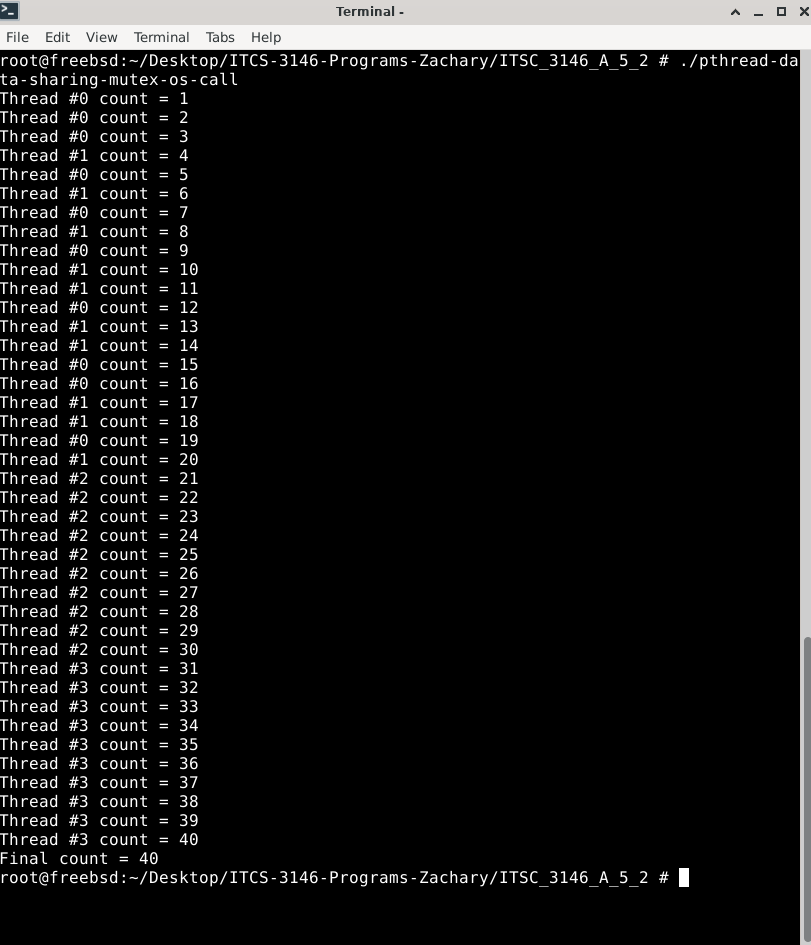 Terminal -
File Edit View Terminal Tabs Help
root@freebsd:~/Desktop/ITCS-3146-Programs-Zachary/ITSC_3146_A_5_2 # ./pthread-da
ta-sharing-mutex-os-call
Thread #0 count = 1
Thread #0 count = 2
Thread #0 count = 3
Thread #1 count = 4
Thread #0 count = 5
Thread #1 count = 6
Thread #0 count = 7
Thread #1 count = 8
Thread #0 count = 9
Thread #1 count = 10
Thread #1 count = 11
Thread #0 count = 12
Thread #1 count = 13
Thread #1 count = 14
Thread #0 count = 15
Thread #0 count = 16
Thread #1 count = 17
Thread #1 count = 18
Thread #0 count = 19
Thread #1 count = 20
Thread #2 count = 21
Thread #2 count = 22
Thread #2 count = 23
Thread #2 count = 24
Thread #2 count = 25
Thread #2 count = 26
Thread #2 count = 27
Thread #2 count = 28
Thread #2 count = 29
Thread #2 count = 30
Thread #3 count = 31
Thread #3 count = 32
Thread #3 count = 33
Thread #3 count = 34
Thread #3 count = 35
Thread #3 count = 36
Thread #3 count = 37
Thread #3 count = 38
Thread #3 count = 39
Thread #3 count = 40
Final count = 40
root@freebsd:~/Desktop/ITCS-3146-Programs-Zachary/ITSC_3146_A_5_2 #